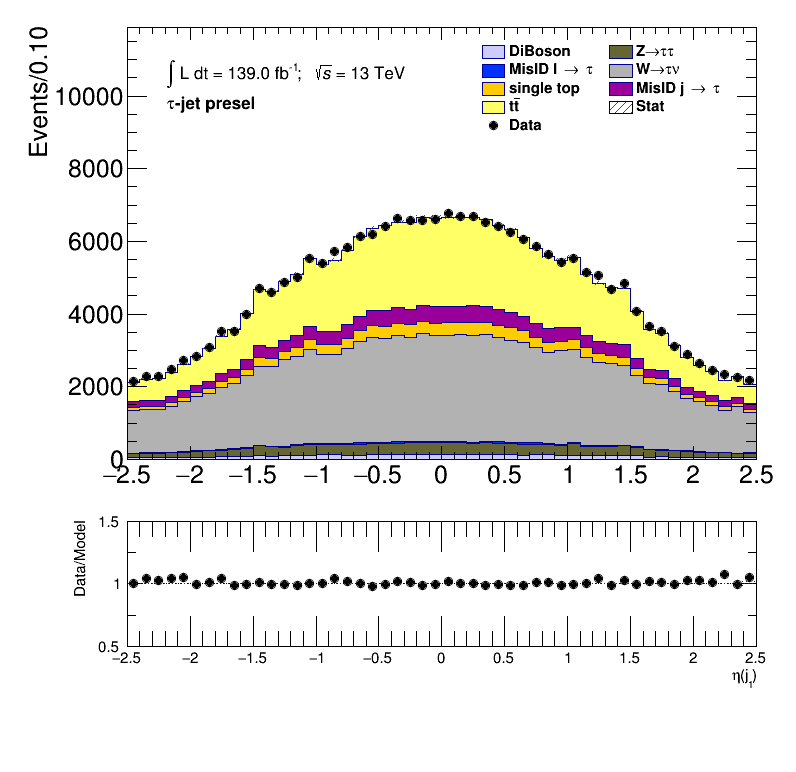 Events/0.10
10000
8000
6000
4000
2000
0
∫ L dt = 139.0 fb⁻¹; √s = 13 TeV
τ-jet presel
DiBoson
MisID l → τ
single top
tt̄
Data
Z→ττ
W→τν
MisID j → τ
Stat
−2.5 −2 −1.5 −1 −0.5 0 0.5 1 1.5 2 2.5
Data/Model
1.5
1
0.5
−2.5 −2 −1.5 −1 −0.5 0 0.5 1 1.5 2 2.5
η(j₁)